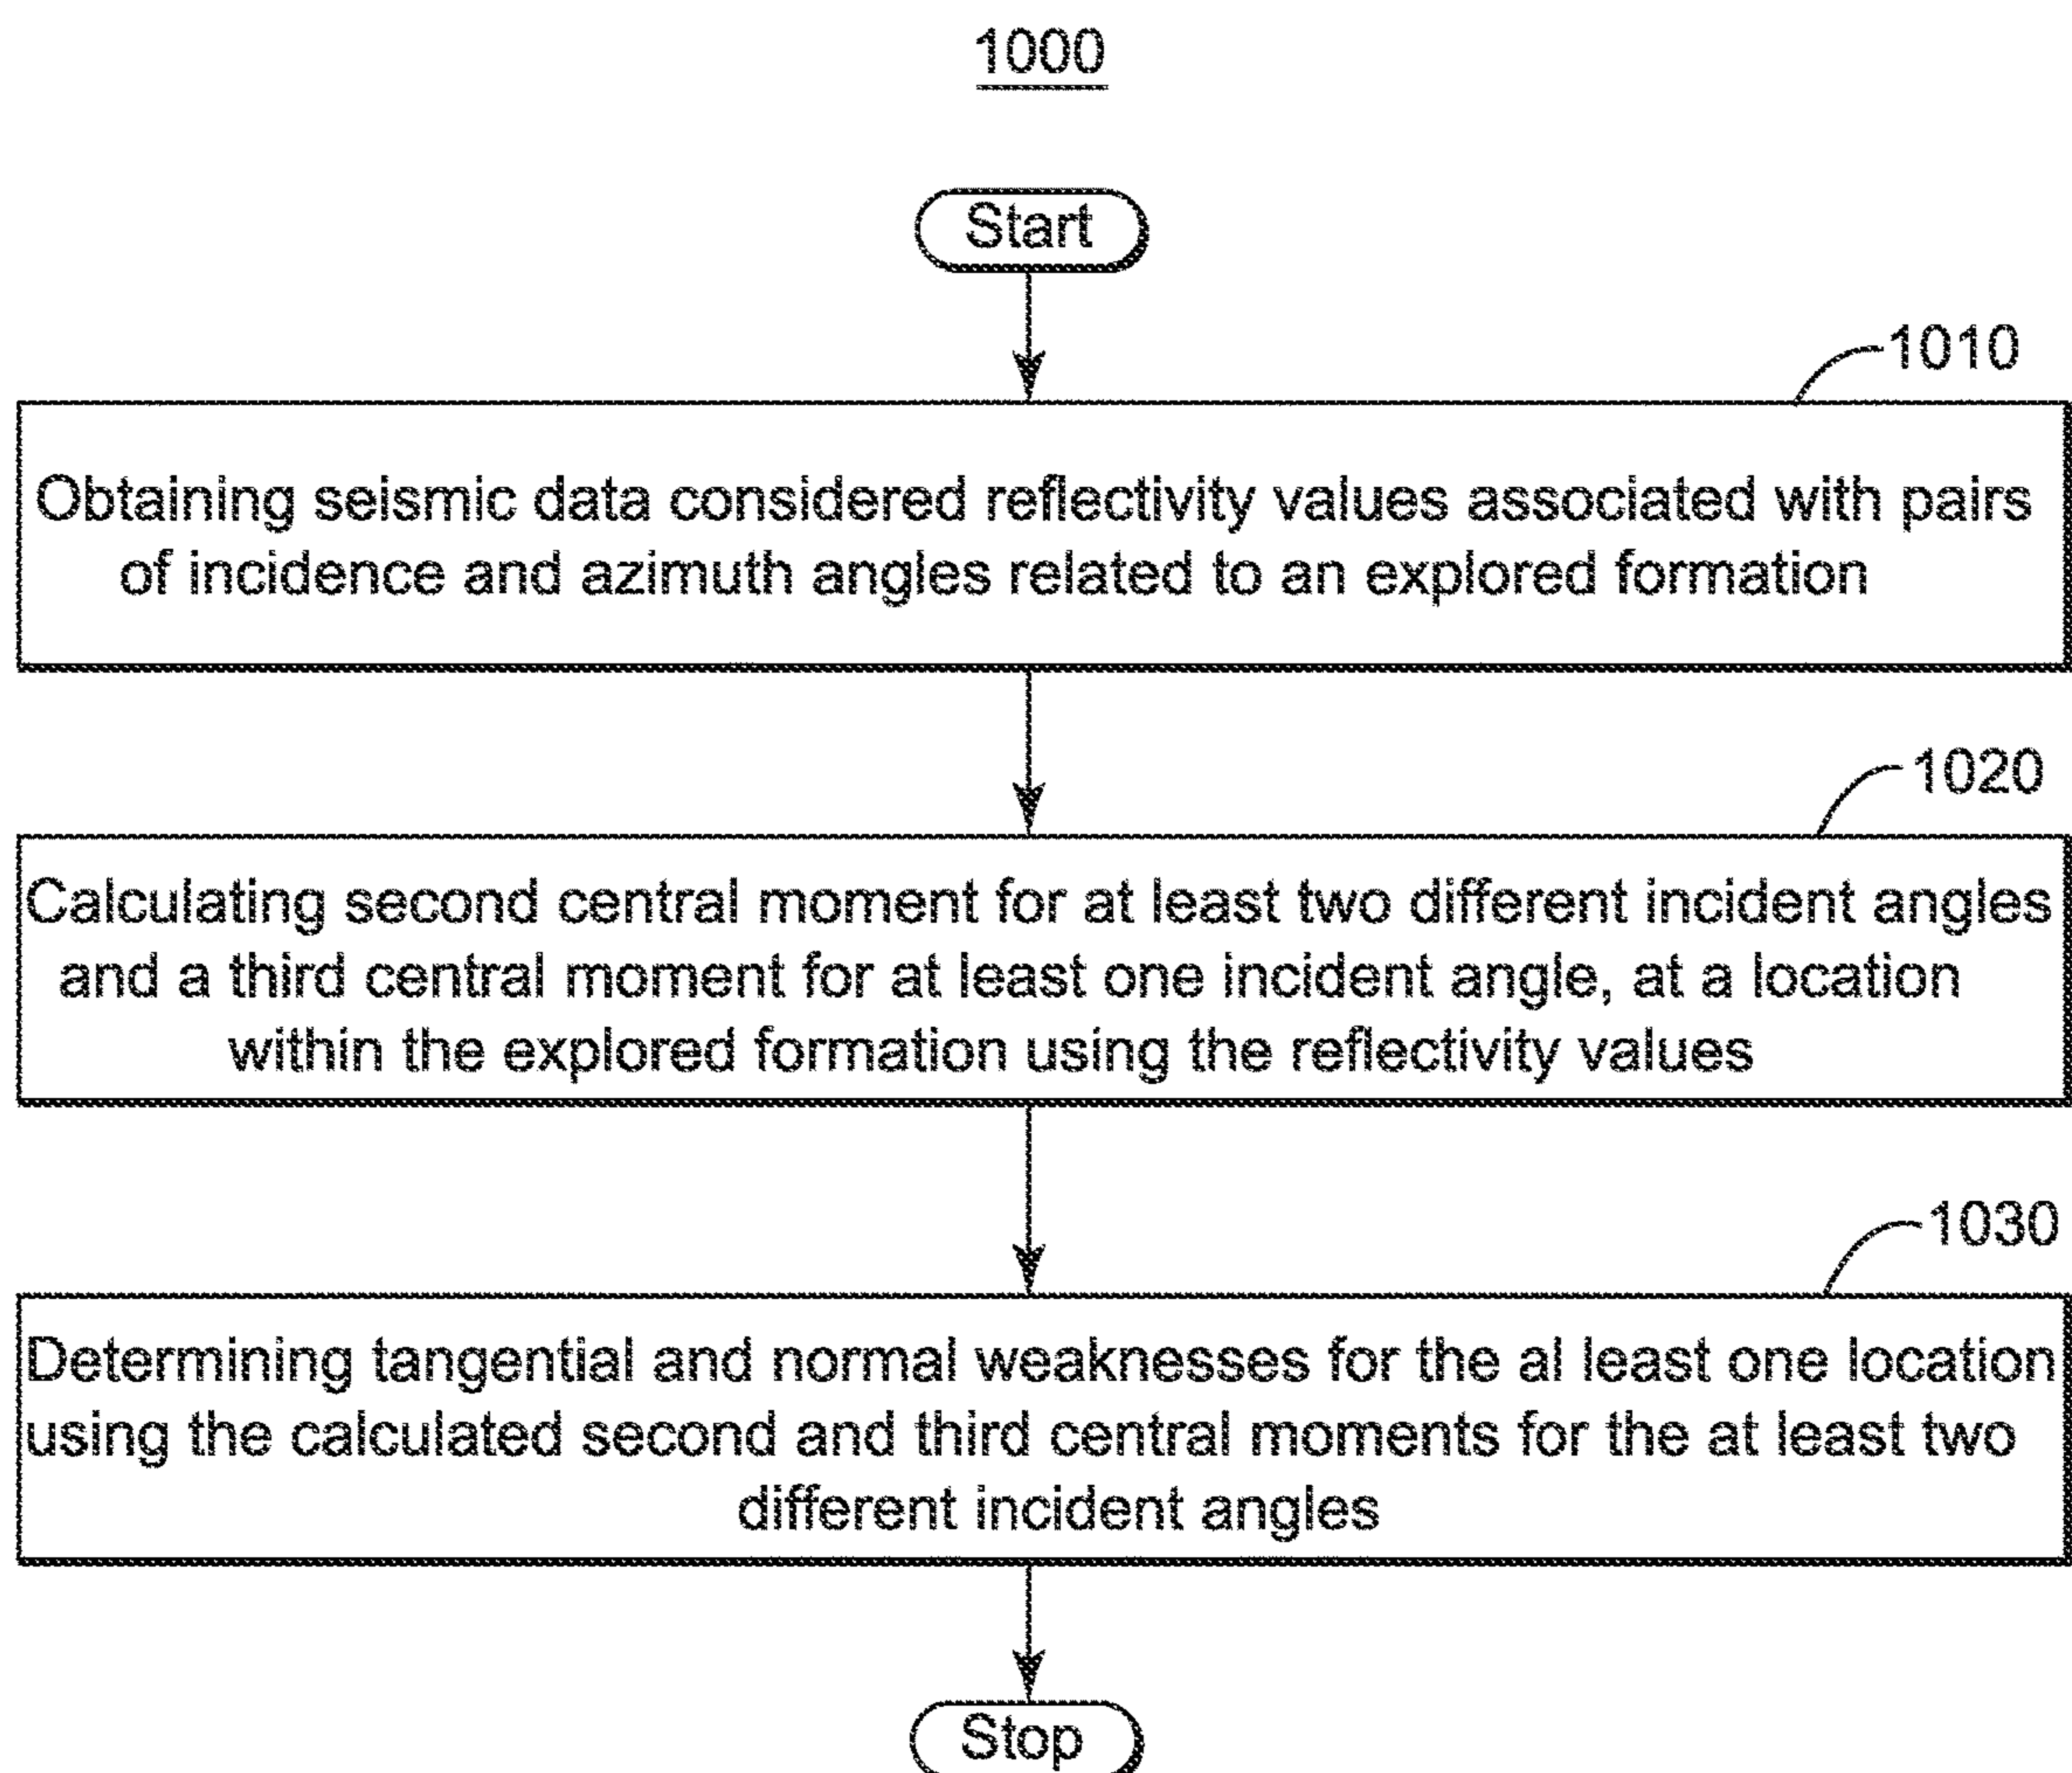 1000
Start
1010
Obtaining seismic data considered reflectivity values associated with pairs
of incidence and azimuth angles related to an explored formation
1020
Calculating second central moment for at least two different incident angles
and a third central moment for at least one incident angle, at a location
within the explored formation using the reflectivity values
1030
Determining tangential and normal weaknesses for the al least one location
using the calculated second and third central moments for the at least two
different incident angles
Stop